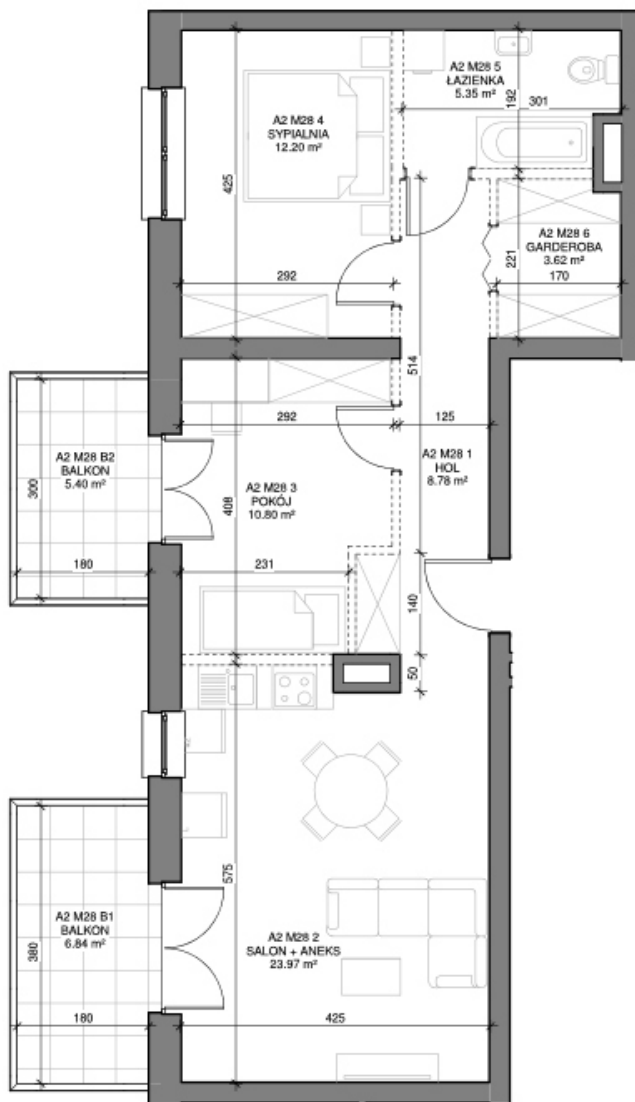 A2 M28 5
ŁAZIENKA
5.35 m²
192
301
A2 M28 4
SYPIALNIA
12.20 m²
425
292
A2 M28 6
GARDEROBA
3.62 m²
221
170
514
292
125
A2 M28 1
HOL
8.78 m²
A2 M28 B2
BALKON
5.40 m²
300
180
A2 M28 3
POKÓJ
10.80 m²
408
231
140
50
575
A2 M28 B1
BALKON
6.84 m²
380
180
A2 M28 2
SALON + ANEKS
23.97 m²
425